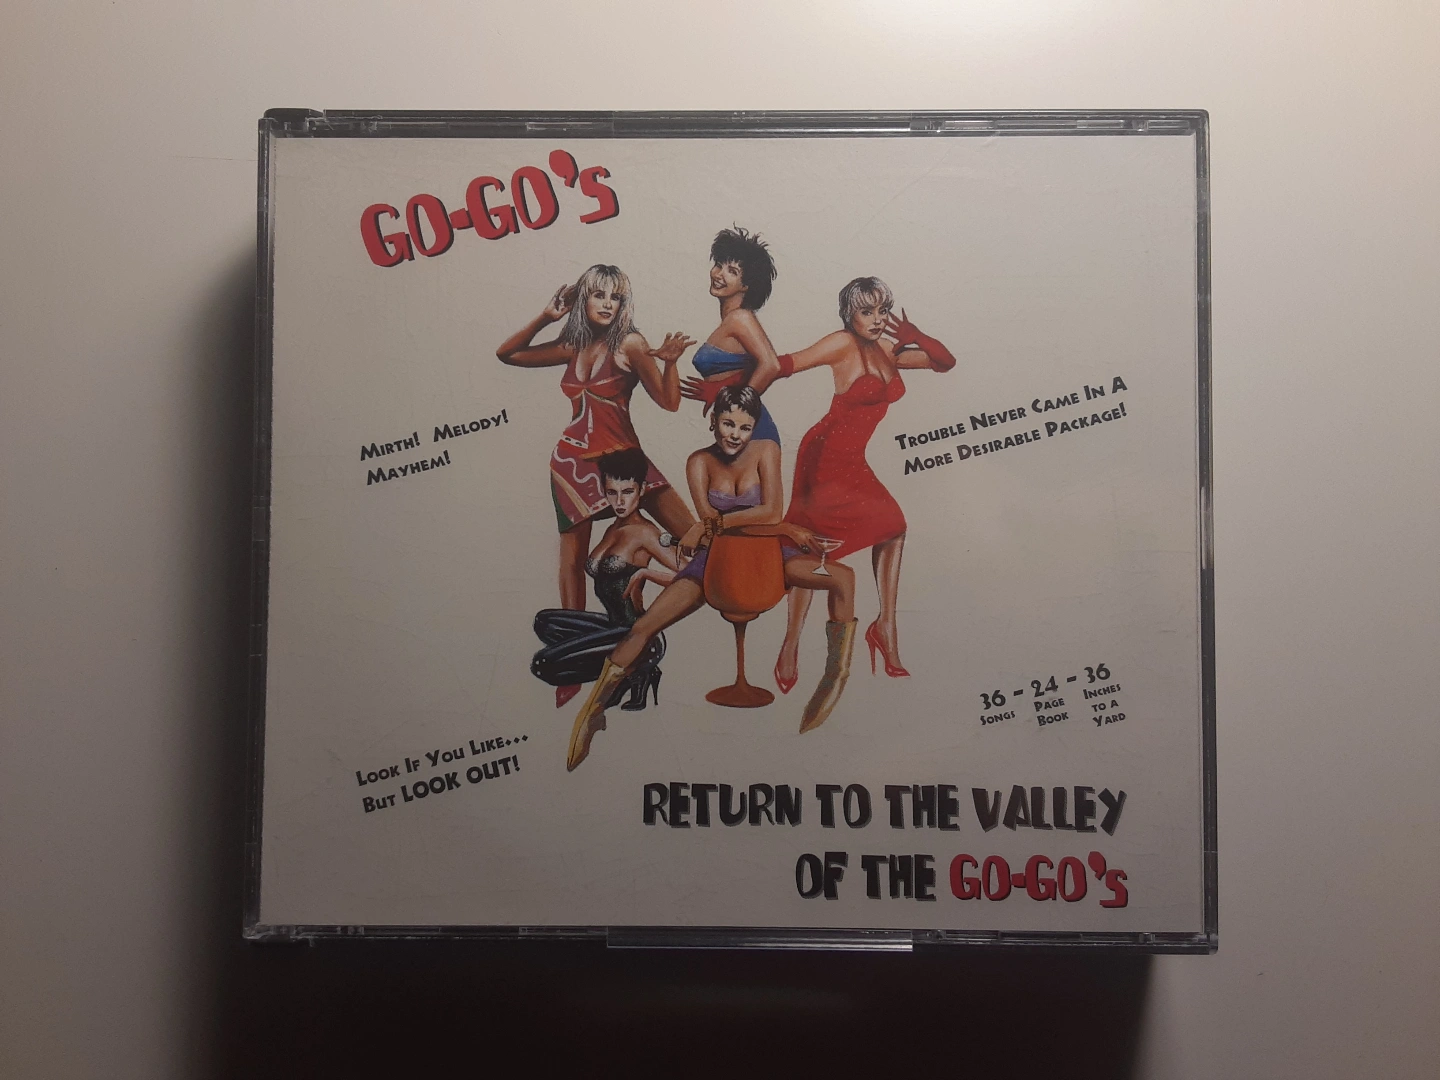 GO-GO's
MIRTH! MELODY!
MAYHEM!
TROUBLE NEVER CAME IN A
MORE DESIRABLE PACKAGE!
36 - 24 - 36
SONGS PAGE BOOK INCHES TO A YARD
LOOK IF YOU LIKE...
BUT LOOK OUT!
RETURN TO THE VALLEY
OF THE GO-GO's